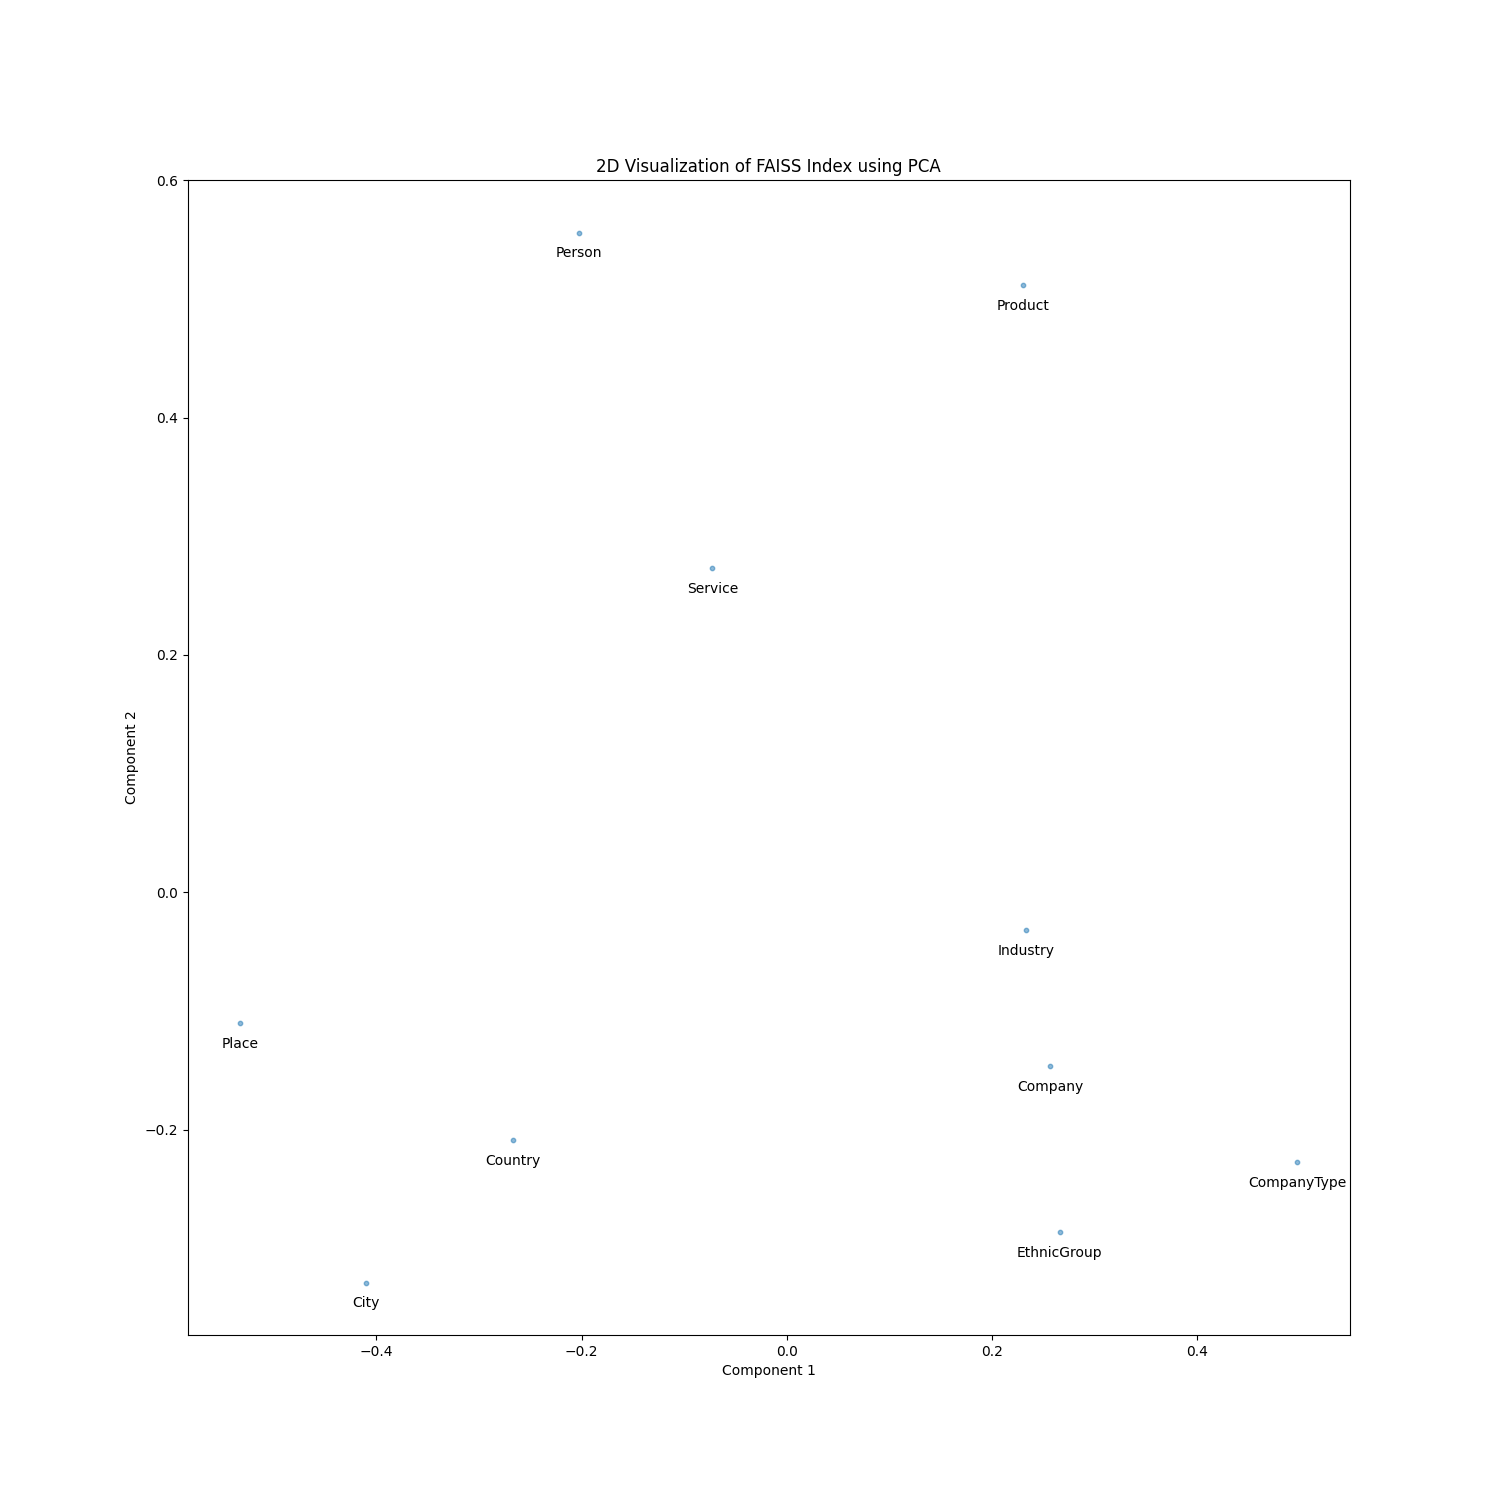 2D Visualization of FAISS Index using PCA
0.6
Person
Product
0.4
Service
0.2
Component 2
0.0
Industry
Place
Company
−0.2
Country
CompanyType
EthnicGroup
City
−0.4
−0.2
0.0
0.2
0.4
Component 1